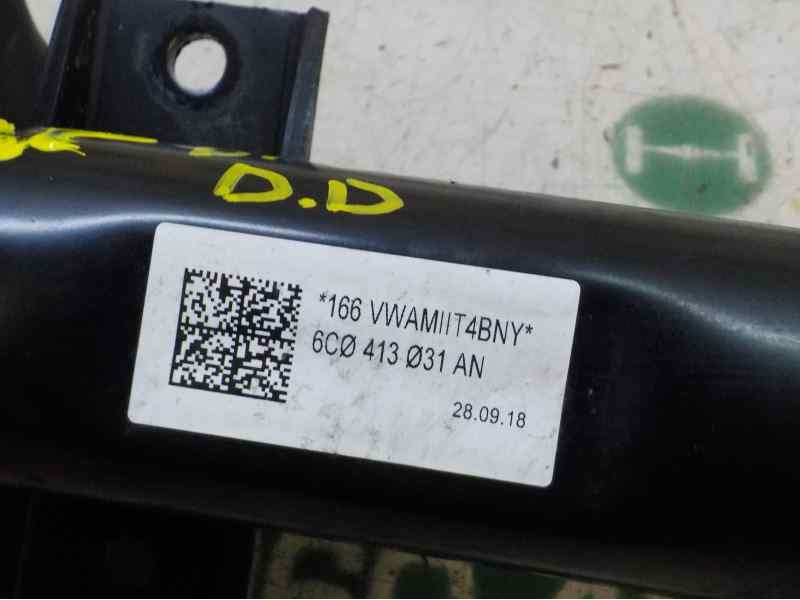 D.D
*166 VWAMIIT4BNY*
6CØ 413 Ø31 AN
28.09.18